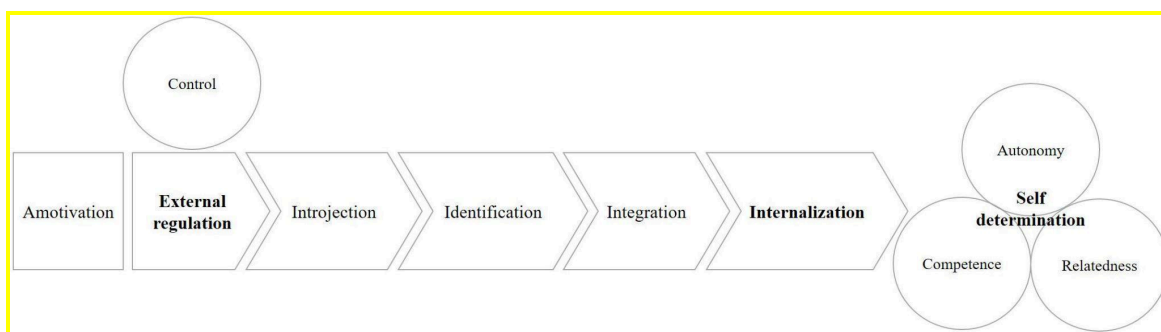 Control
Amotivation
External
regulation
Introjection
Identification
Integration
Internalization
Autonomy
Self
determination
Competence
Relatedness